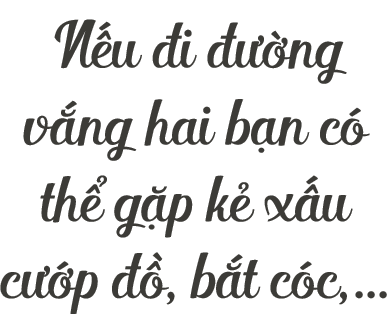 Nếu đi đường
vắng hai bạn có
thể gặp kẻ xấu
cướp đồ, bắt cóc,...